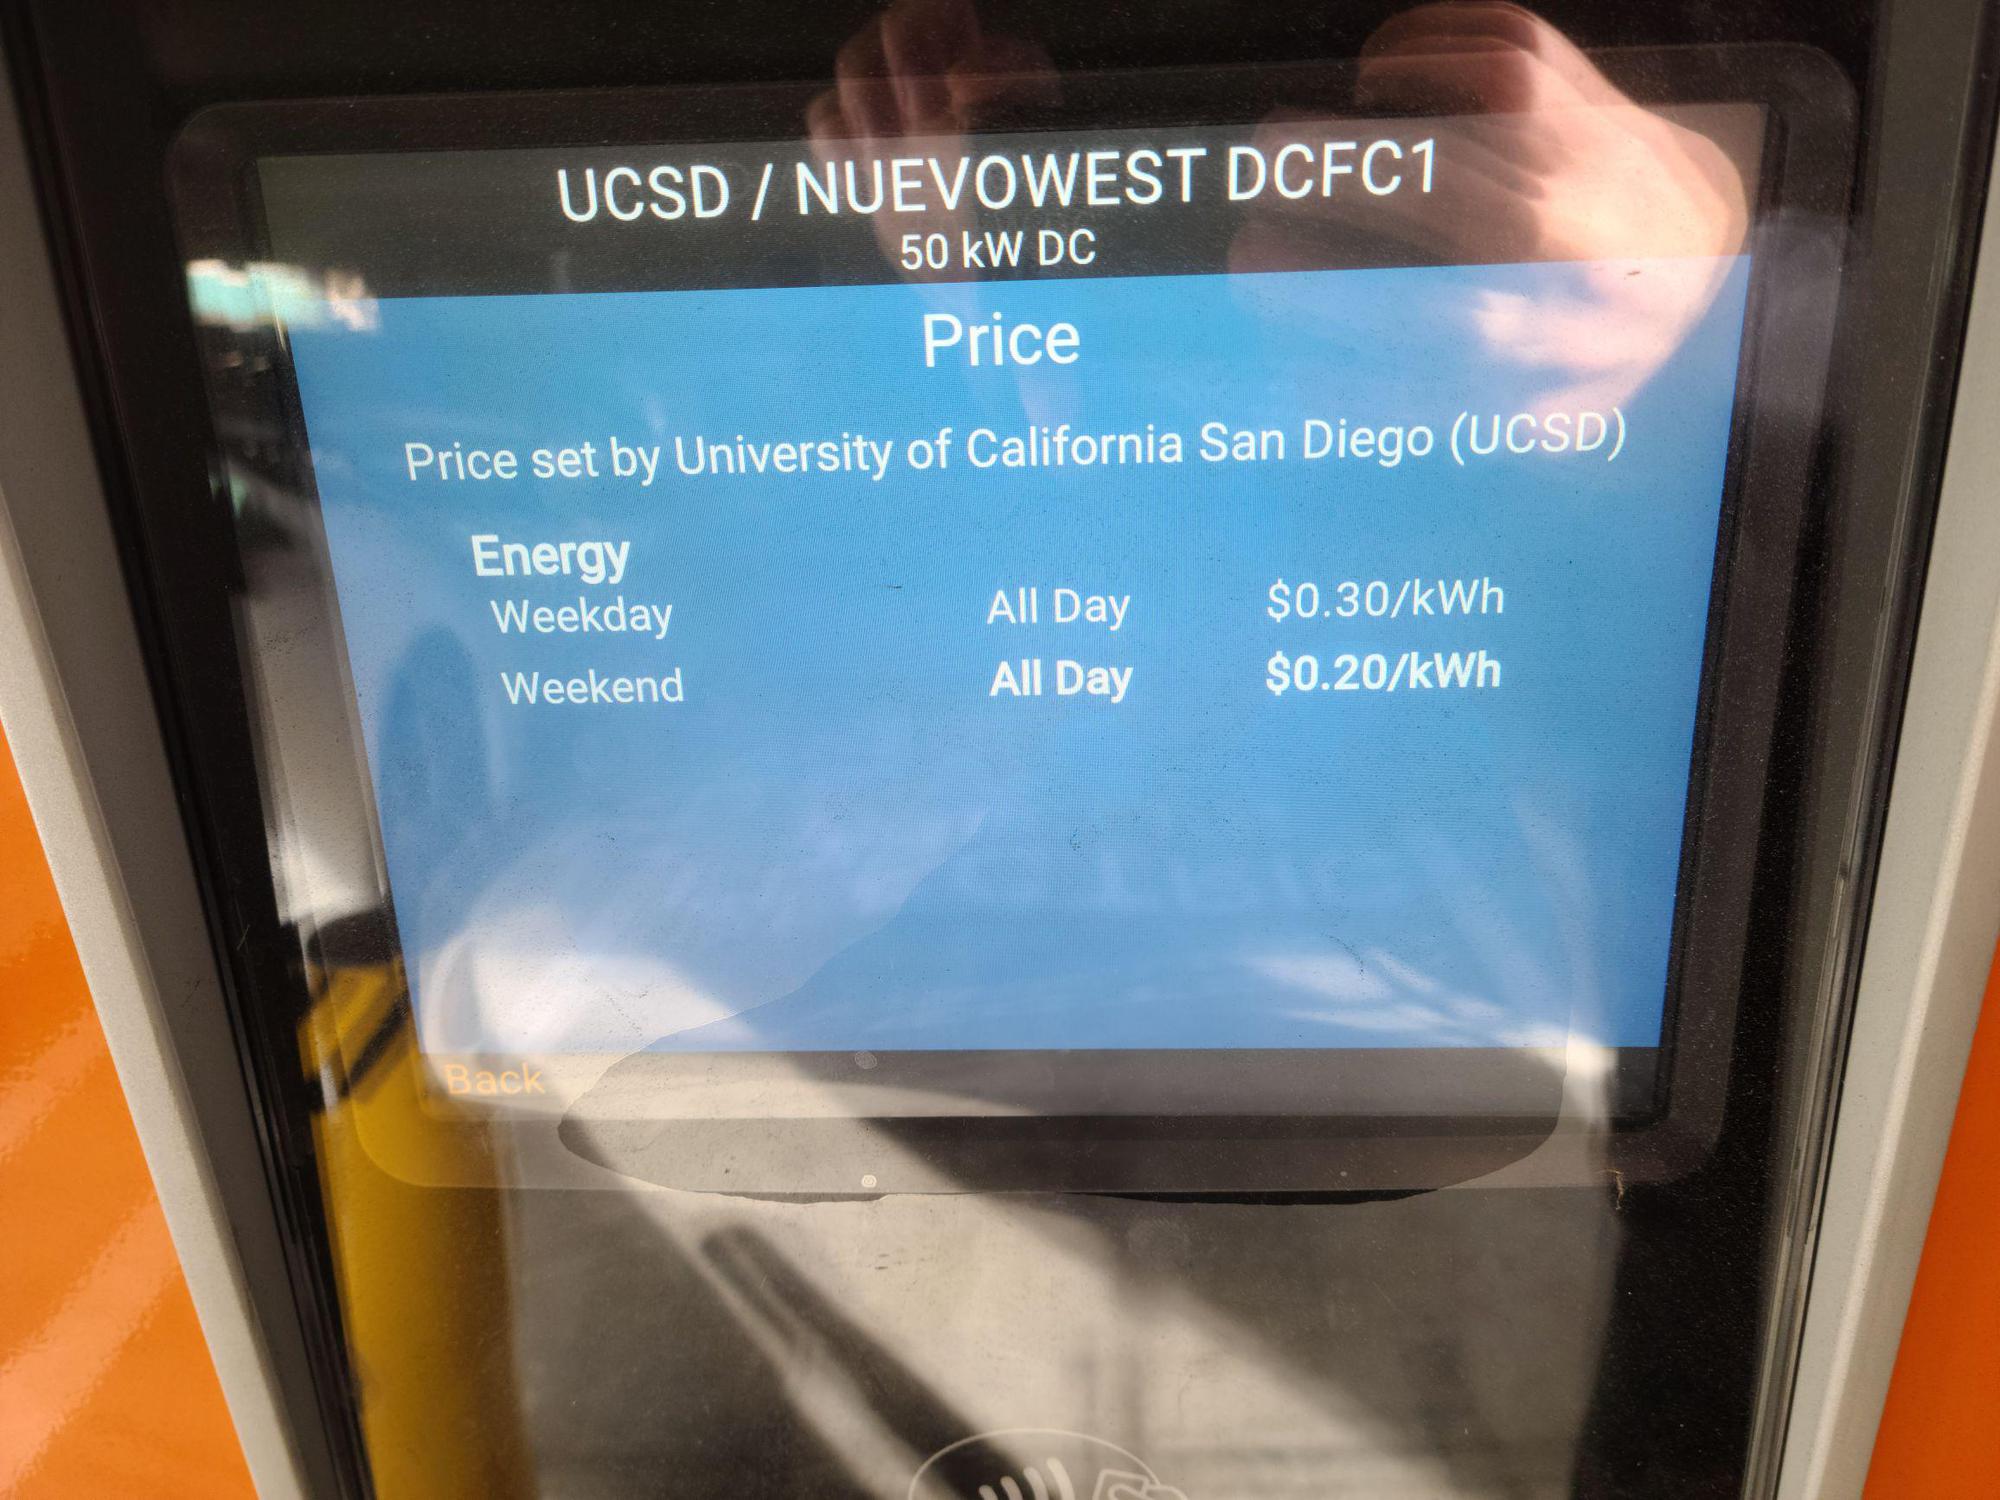 UCSD / NUEVOWEST DCFC1
50 kW DC
Price
Price set by University of California San Diego (UCSD)
Energy
Weekday All Day $0.30/kWh
Weekend All Day $0.20/kWh
Back